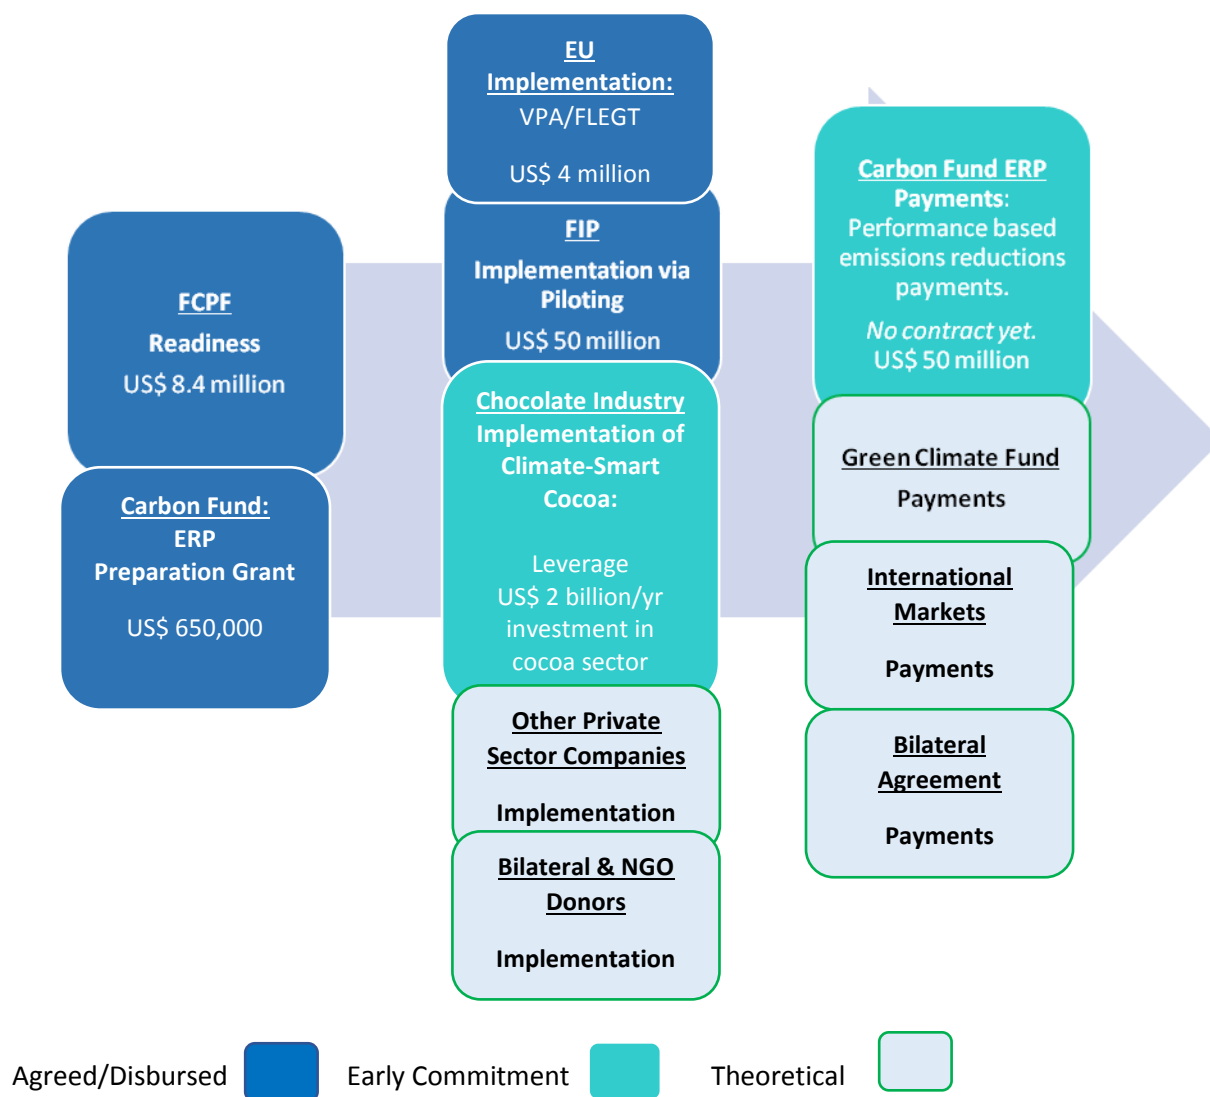 FCPF
Readiness
US$ 8.4 million
Carbon Fund:
ERP
Preparation Grant
US$ 650,000
EU
Implementation:
VPA/FLEGT
US$ 4 million
FIP
Implementation via
Piloting
US$ 50 million
Chocolate Industry
Implementation of
Climate-Smart
Cocoa:
Leverage
US$ 2 billion/yr
investment in
cocoa sector
Other Private
Sector Companies
Implementation
Bilateral & NGO
Donors
Implementation
Carbon Fund ERP
Payments:
Performance based
emissions reductions
payments.
No contract yet.
US$ 50 million
Green Climate Fund
Payments
International
Markets
Payments
Bilateral
Agreement
Payments
Agreed/Disbursed
Early Commitment
Theoretical